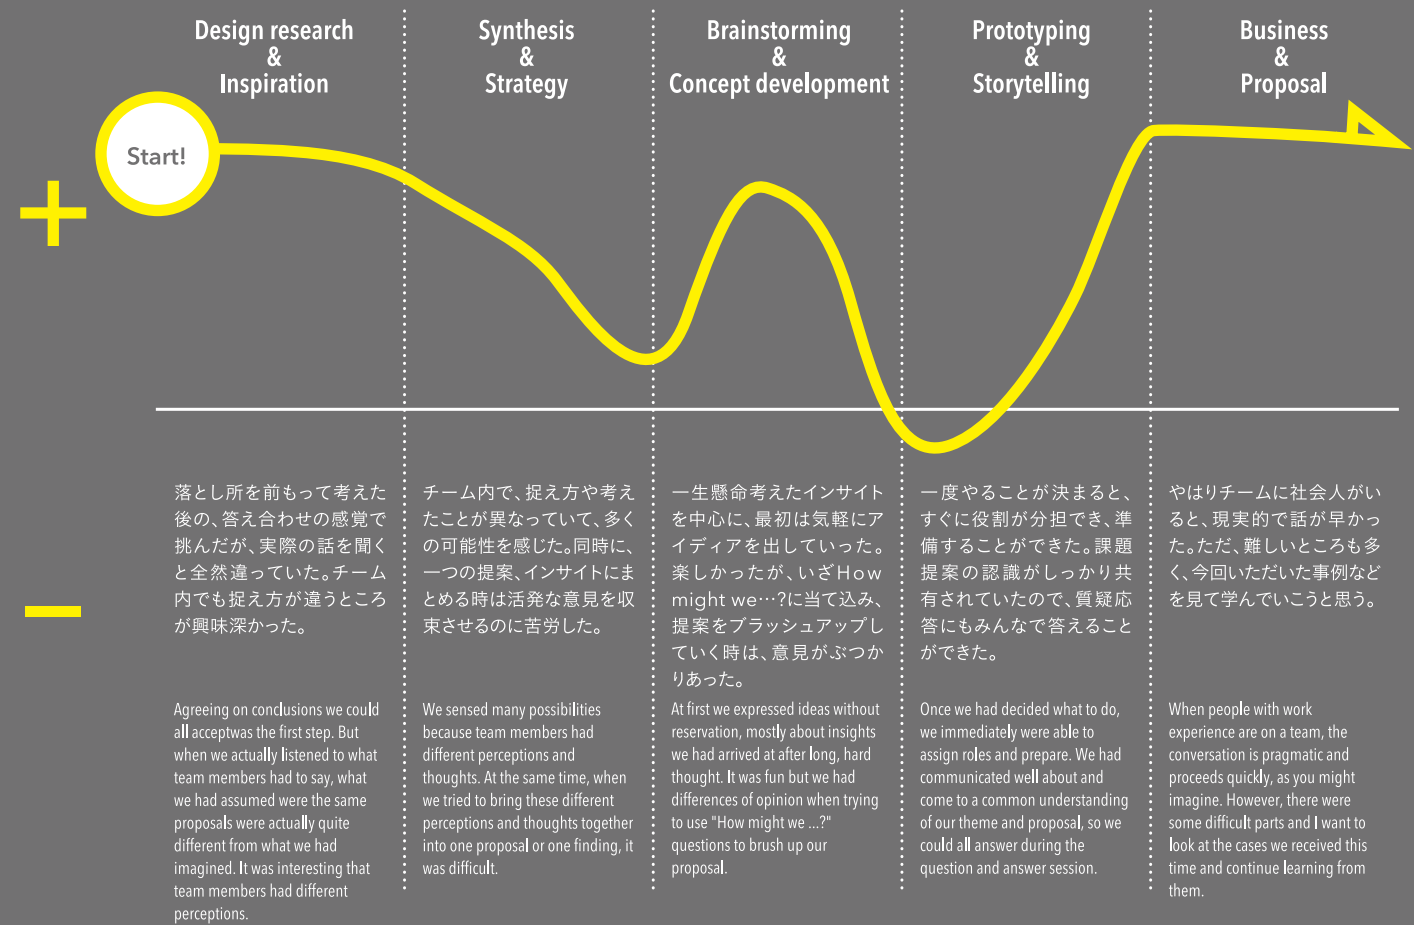 Design research
&
Inspiration
Synthesis
&
Strategy
Brainstorming
&
Concept development
Prototyping
&
Storytelling
Business
&
Proposal
Start!
+
−
落とし所を前もって考えた
後の、答え合わせの感覚で
挑んだが、実際の話を聞く
と全然違っていた。チーム
内でも捉え方が違うところ
が興味深かった。
Agreeing on conclusions we could
all acceptwas the first step. But
when we actually listened to what
team members had to say, what
we had assumed were the same
proposals were actually quite
different from what we had
imagined. It was interesting that
team members had different
perceptions.
チーム内で、捉え方や考え
たことが異なっていて、多く
の可能性を感じた。同時に、
一つの提案、インサイトにま
とめる時は活発な意見を収
束させるのに苦労した。
We sensed many possibilities
because team members had
different perceptions and
thoughts. At the same time, when
we tried to bring these different
perceptions and thoughts together
into one proposal or one finding, it
was difficult.
一生懸命考えたインサイト
を中心に、最初は気軽にア
イディアを出していった。
楽しかったが、いざHow
might we…?に当て込み、
提案をブラッシュアップし
ていく時は、意見がぶつか
りあった。
At first we expressed ideas without
reservation, mostly about insights
we had arrived at after long, hard
thought. It was fun but we had
differences of opinion when trying
to use "How might we ...?"
questions to brush up our
proposal.
一度やることが決まると、
すぐに役割が分担でき、準
備することができた。課題
提案の認識がしっかり共
有されていたので、質疑応
答にもみんなで答えること
ができた。
Once we had decided what to do,
we immediately were able to
assign roles and prepare. We had
communicated well about and
come to a common understanding
of our theme and proposal, so we
could all answer during the
question and answer session.
やはりチームに社会人がい
ると、現実的で話が早かっ
た。ただ、難しいところも多
く、今回いただいた事例など
を見て学んでいこうと思う。
When people with work
experience are on a team, the
conversation is pragmatic and
proceeds quickly, as you might
imagine. However, there were
some difficult parts and I want to
look at the cases we received this
time and continue learning from
them.